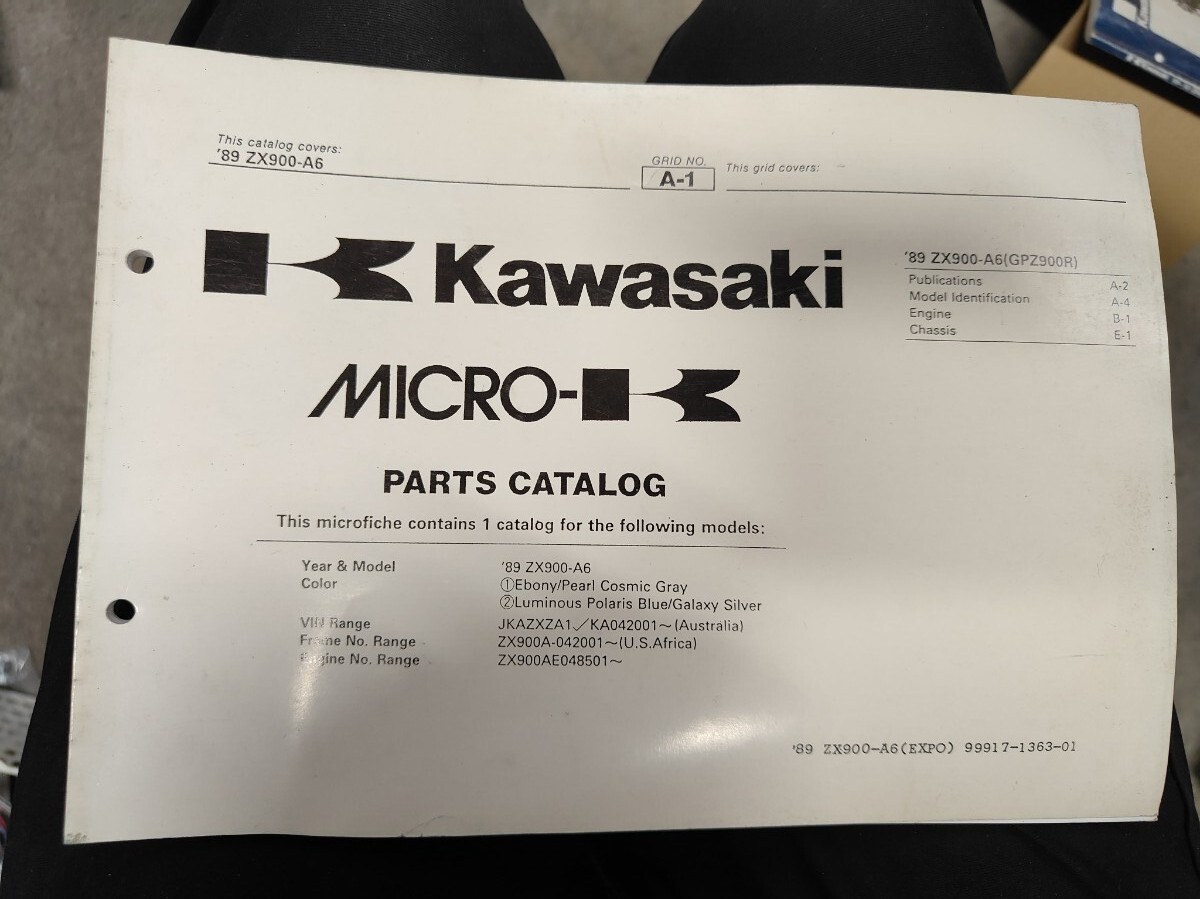 This catalog covers:
'89 ZX900-A6
GRID NO.
A-1
This grid covers:
Kawasaki
'89 ZX900-A6(GPZ900R)
Publications A-2
Model Identification A-4
Engine B-1
Chassis E-1
MICRO-K
PARTS CATALOG
This microfiche contains 1 catalog for the following models:
Year & Model '89 ZX900-A6
Color ①Ebony/Pearl Cosmic Gray
②Luminous Polaris Blue/Galaxy Silver
VIN Range JKAZXZA1✓KA042001~(Australia)
Frame No. Range ZX900A-042001~(U.S.Africa)
Engine No. Range ZX900AE048501~
'89 ZX900-A6(EXPO) 99917-1363-01